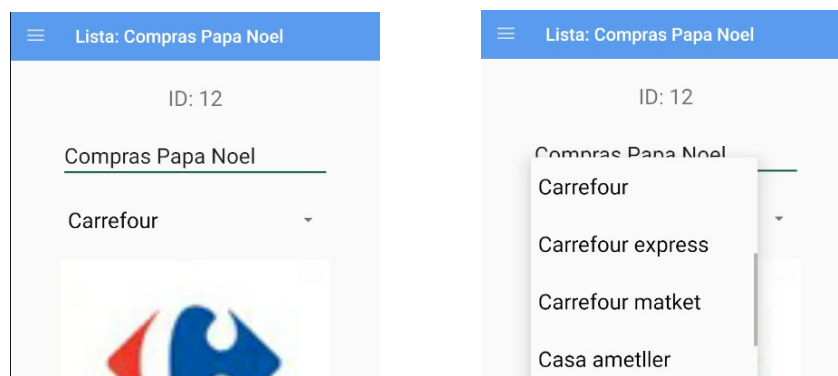 Lista: Compras Papa Noel
ID: 12
Compras Papa Noel
Carrefour
Lista: Compras Papa Noel
ID: 12
Compras Papa Noel
Carrefour
Carrefour express
Carrefour matket
Casa ametller